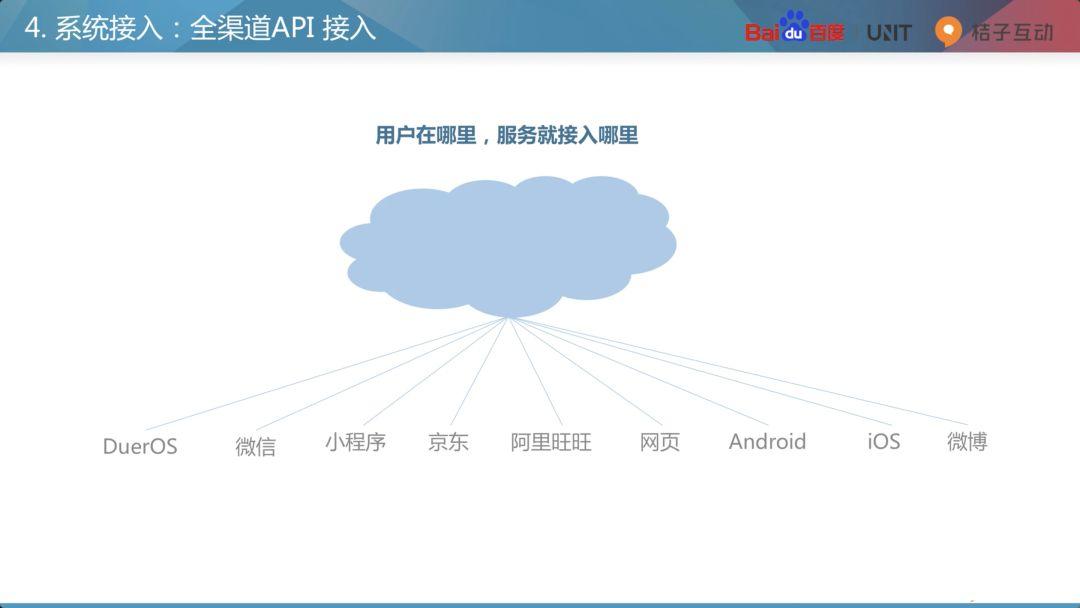 4. 系统接入：全渠道API 接入
Baidu百度 UNIT 桔子互动
用户在哪里，服务就接入哪里
DuerOS 微信 小程序 京东 阿里旺旺 网页 Android iOS 微博